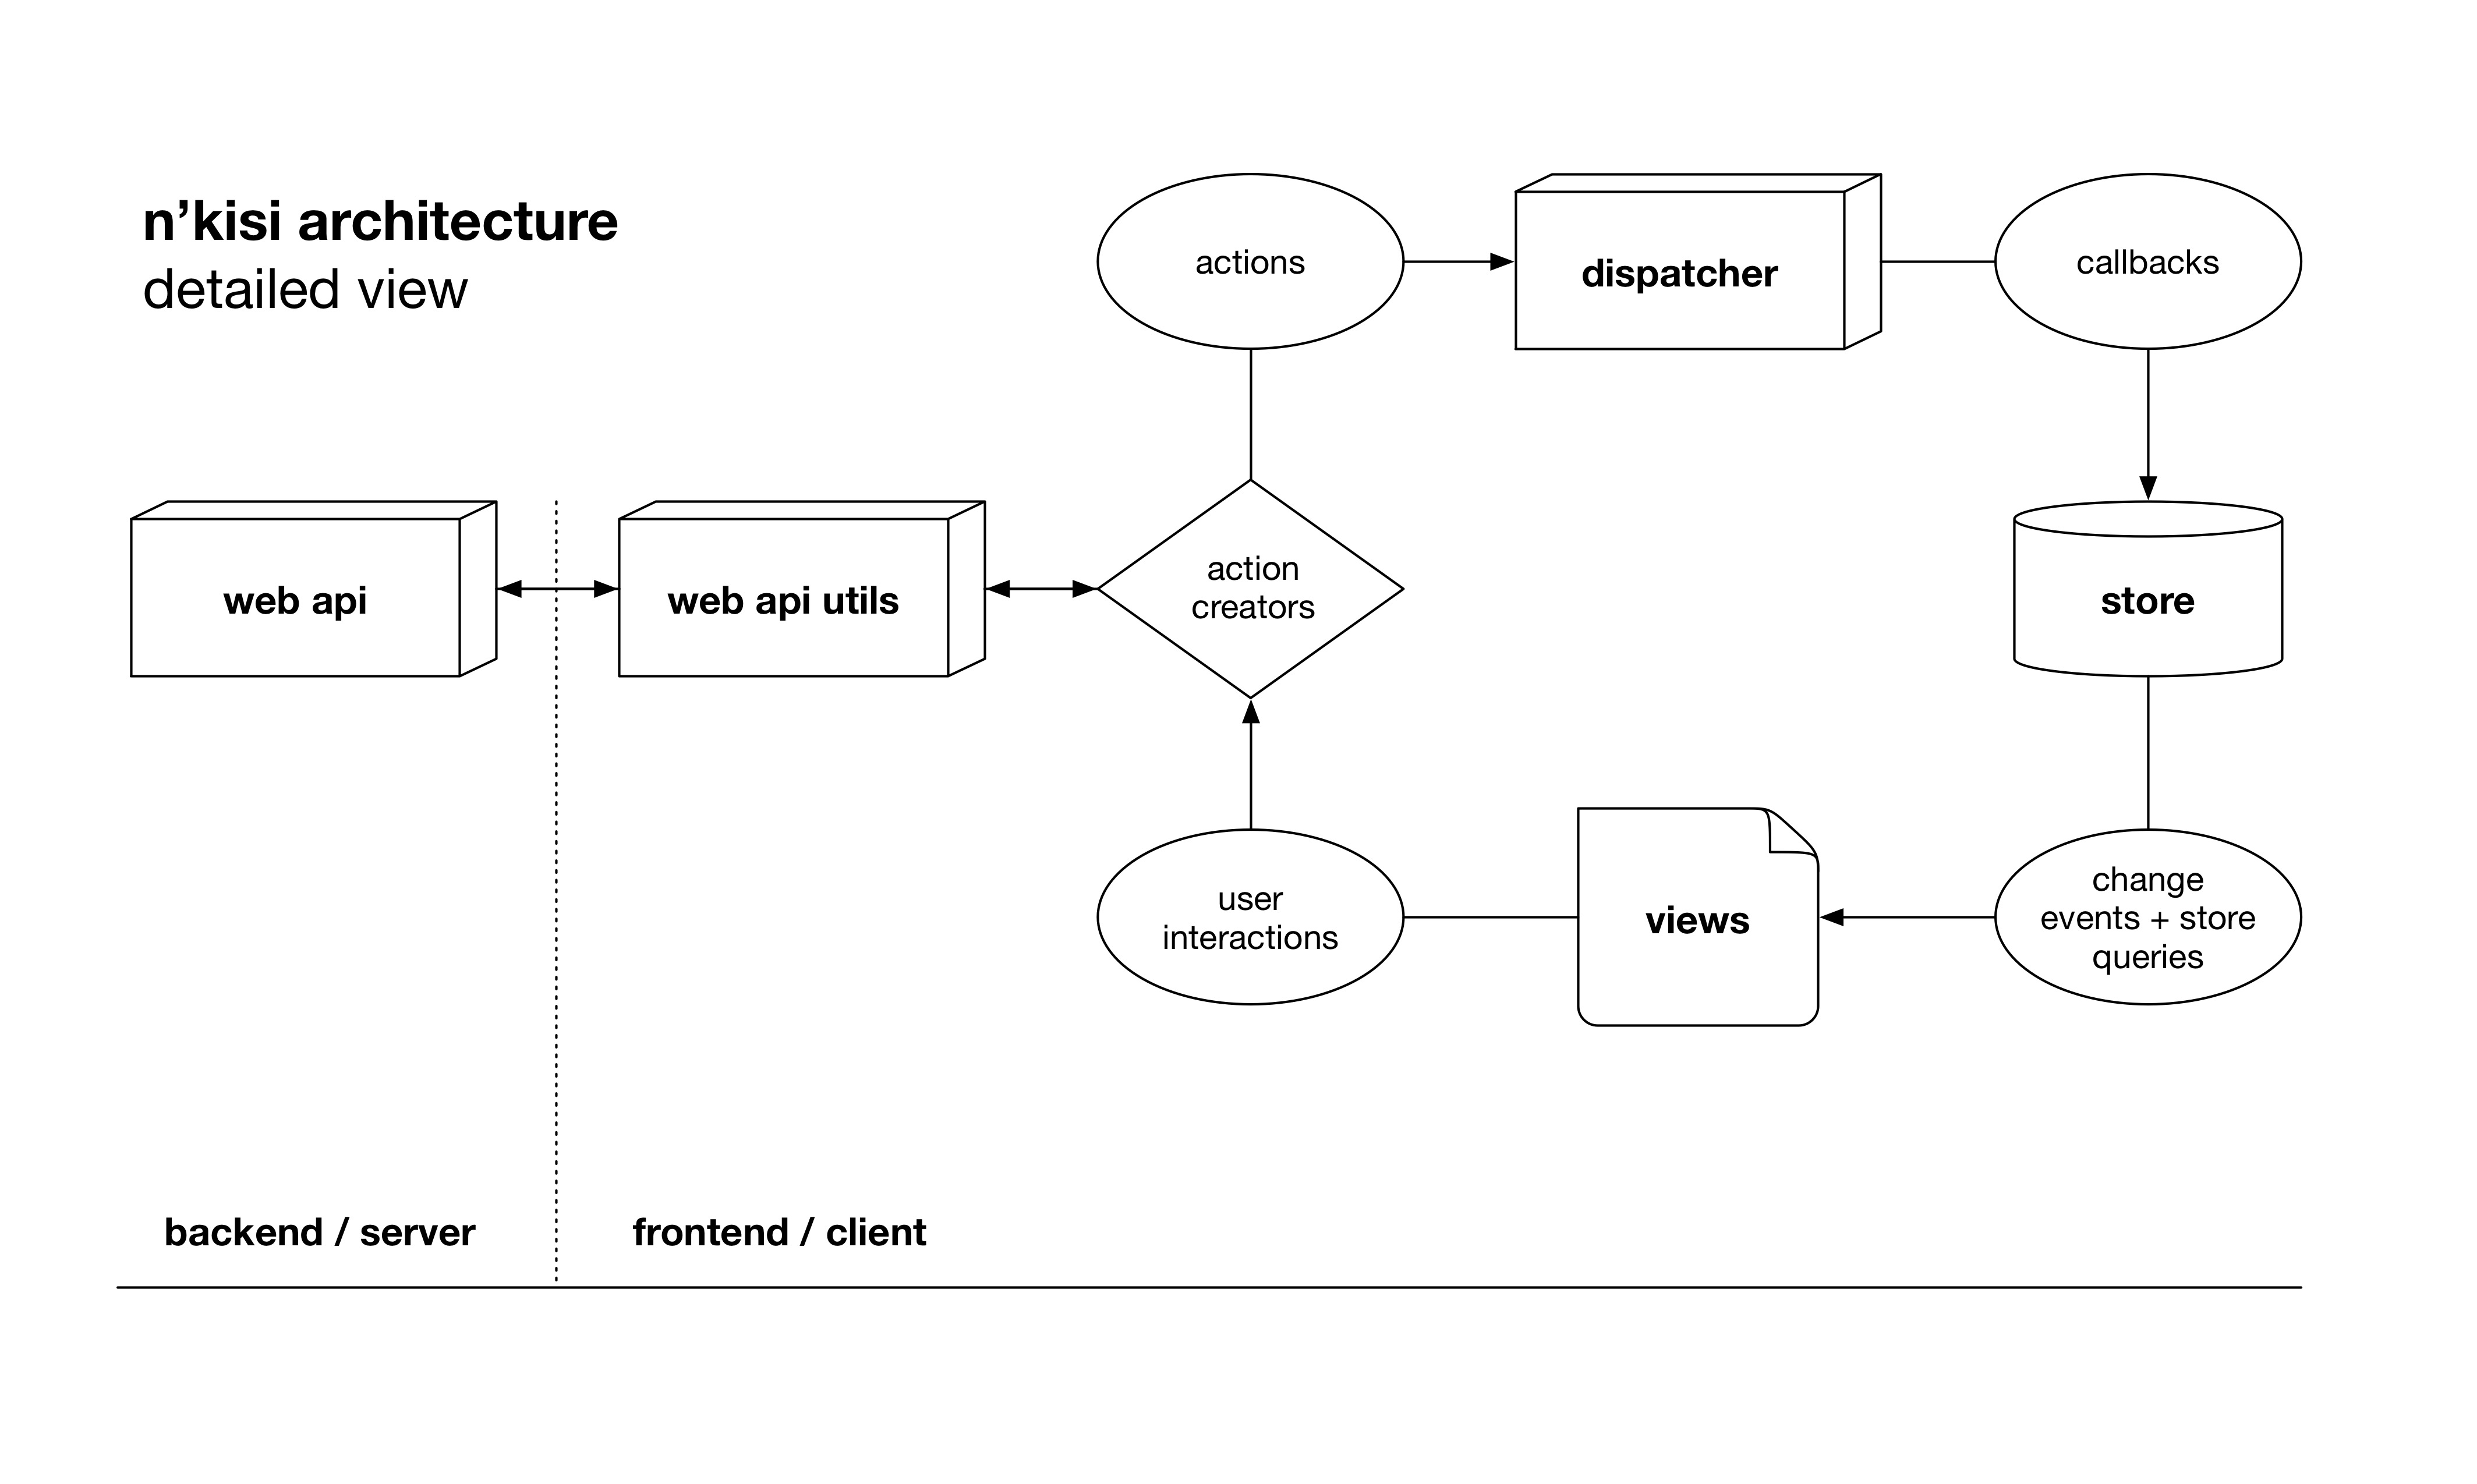 n’kisi architecture
detailed view
actions
dispatcher
callbacks
web api
web api utils
action
creators
store
user
interactions
views
change
events + store
queries
backend / server
frontend / client